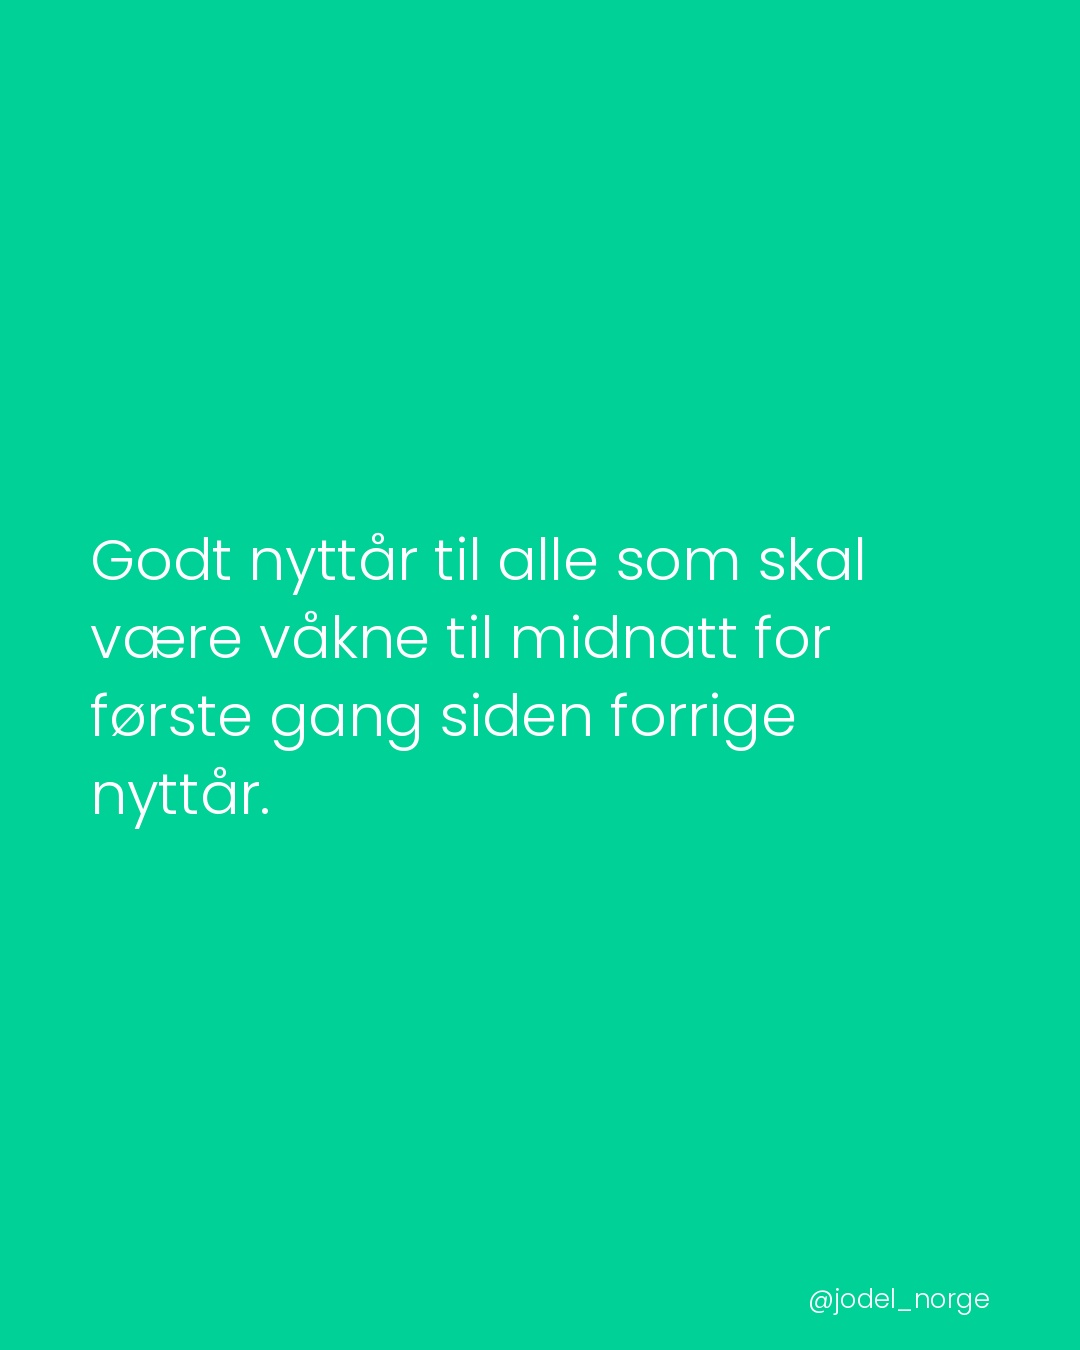 Godt nyttår til alle som skal
være våkne til midnatt for
første gang siden forrige
nyttår.
@jodel_norge